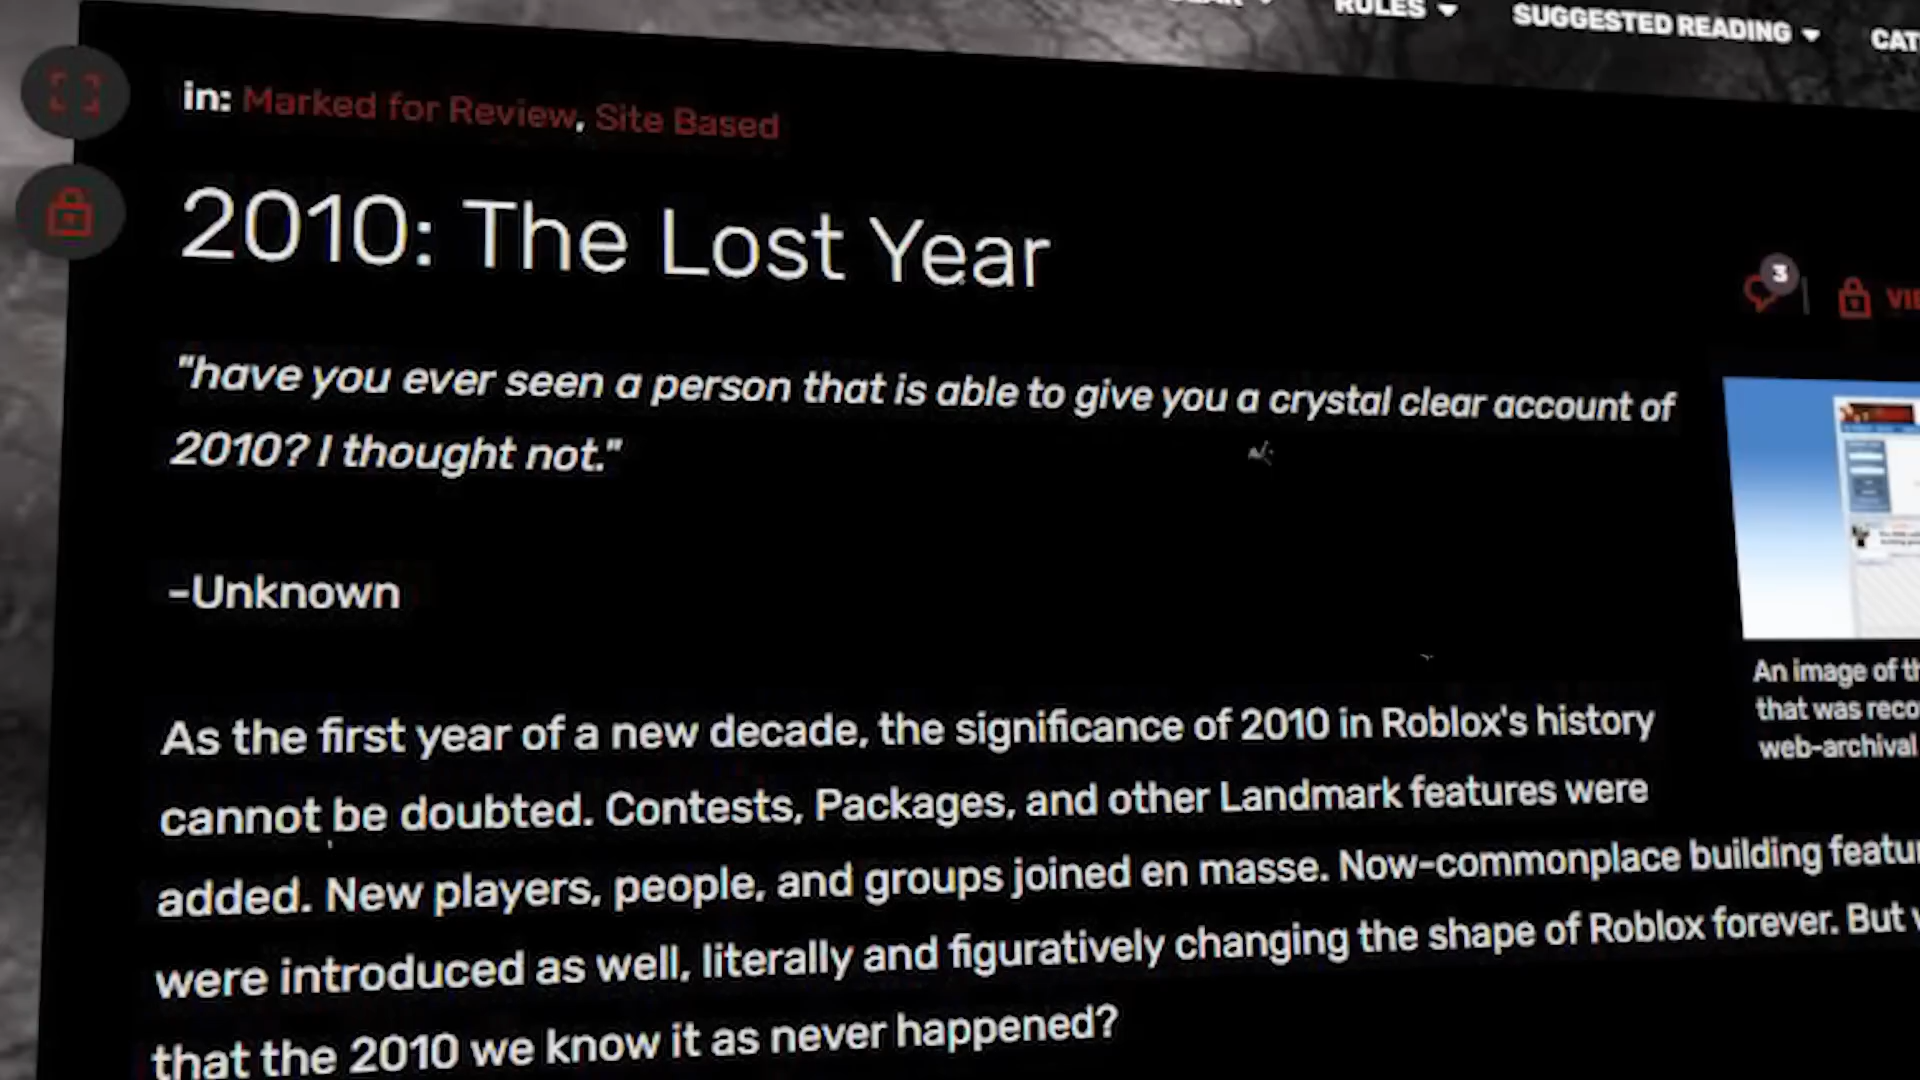 RULES
SUGGESTED READING
in: Marked for Review, Site Based
2010: The Lost Year
3
"have you ever seen a person that is able to give you a crystal clear account of
2010? I thought not."
-Unknown
An image of
that was
web-archival
As the first year of a new decade, the significance of 2010 in Roblox's history
cannot be doubted. Contests, Packages, and other Landmark features were
added. New players, people, and groups joined en masse. Now-commonplace building
were introduced as well, literally and figuratively changing the shape of Roblox forever. But
that the 2010 we know it as never happened?